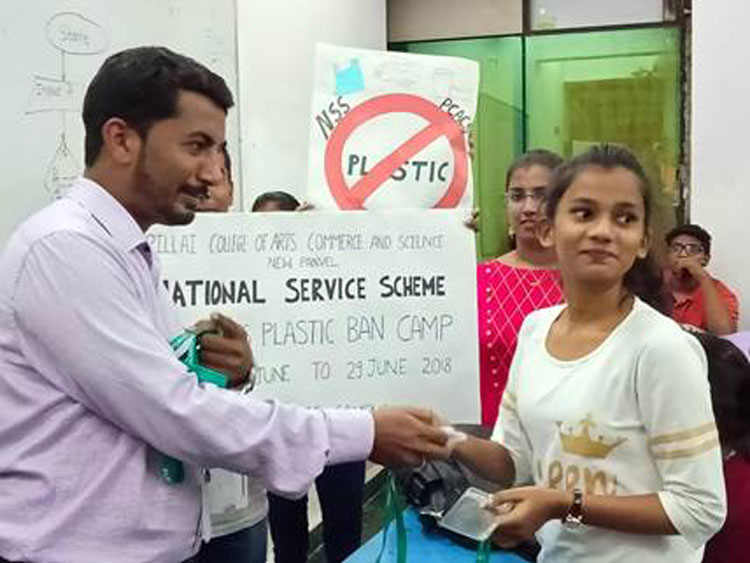 NSS
PCACS
PLASTIC
PILLAI COLLEGE OF ARTS COMMERCE AND SCIENCE
NEW PANVEL
NATIONAL SERVICE SCHEME
PLASTIC BAN CAMP
JUNE TO 29 JUNE 2018